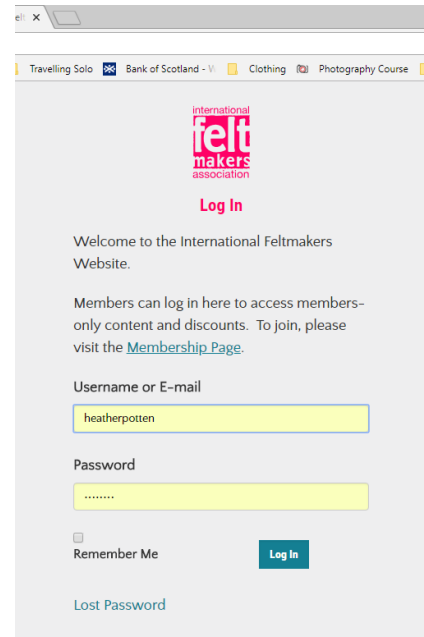 elt
Travelling Solo Bank of Scotland - Clothing Photography Course
international
felt
makers
association
Log In
Welcome to the International Feltmakers
Website.
Members can log in here to access members-
only content and discounts. To join, please
visit the Membership Page.
Username or E-mail
heatherpotten
Password
........
Remember Me
Log In
Lost Password